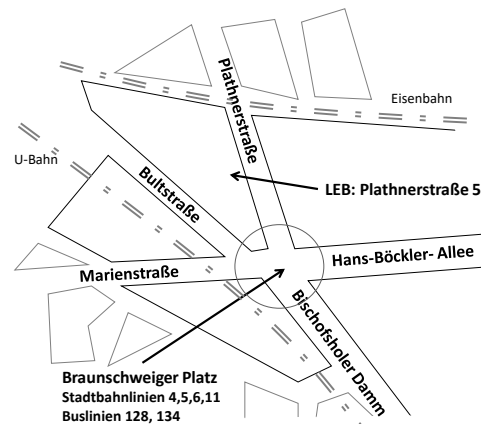 Plathnerstraße
Eisenbahn
U-Bahn
Bultstraße
LEB: Plathnerstraße 5
Hans-Böckler- Allee
Marienstraße
Bischofsholer Damm
Braunschweiger Platz
Stadtbahnlinien 4,5,6,11
Buslinien 128, 134